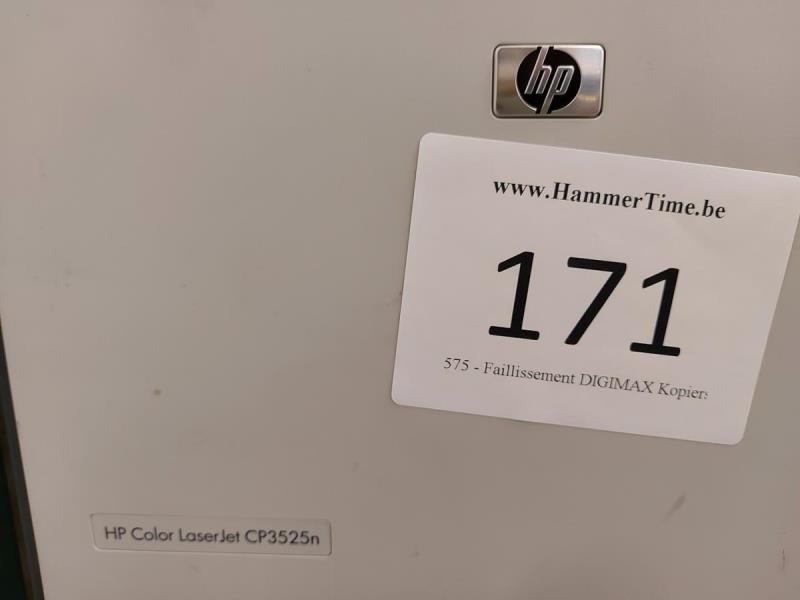 hp
www.HammerTime.be
171
575 - Faillissement DIGIMAX Kopiers
HP Color LaserJet CP3525n